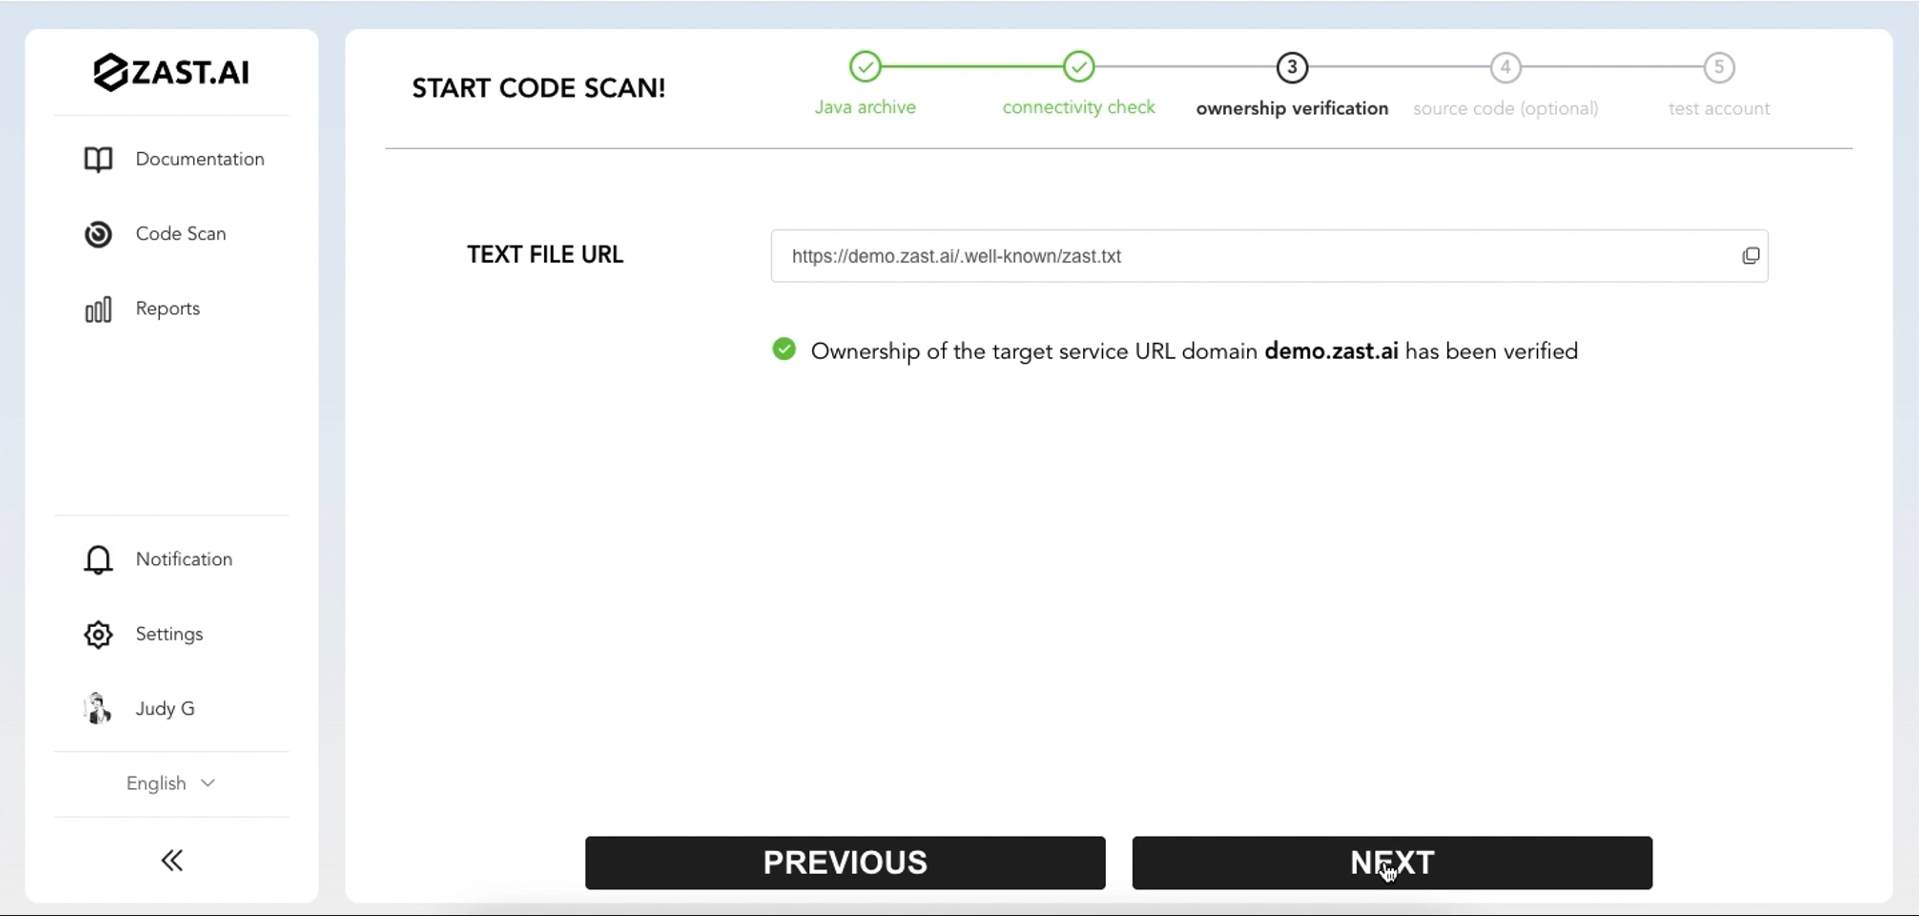 ZAST.AI
Documentation
Code Scan
Reports
Notification
Settings
Judy G
English
START CODE SCAN!
Java archive
connectivity check
3
ownership verification
4
source code (optional)
5
test account
TEXT FILE URL
https://demo.zast.ai/.well-known/zast.txt
Ownership of the target service URL domain demo.zast.ai has been verified
PREVIOUS
NEXT